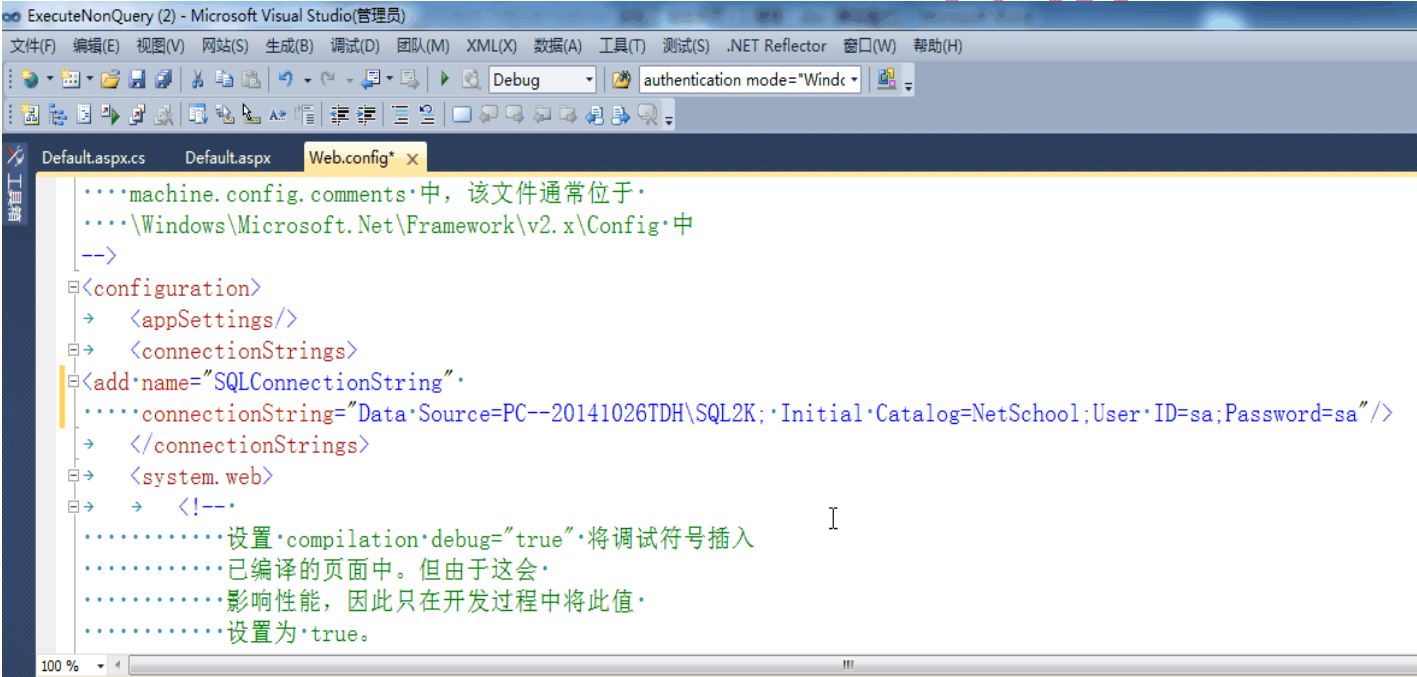 ExecuteNonQuery (2) - Microsoft Visual Studio(管理员)
文件(F) 编辑(E) 视图(V) 网站(S) 生成(B) 调试(D) 团队(M) XML(X) 数据(A) 工具(T) 测试(S) .NET Reflector 窗口(W) 帮助(H)
Debug authentication mode="Windc
Default.aspx.cs Default.aspx Web.config*
工具箱
machine.config.comments 中，该文件通常位于
\Windows\Microsoft.Net\Framework\v2.x\Config 中
-->
<configuration>
<appSettings/>
<connectionStrings>
<add name="SQLConnectionString"
connectionString="Data Source=PC--20141026TDH\SQL2K; Initial Catalog=NetSchool;User ID=sa;Password=sa"/>
</connectionStrings>
<system.web>
<!--
设置 compilation debug="true" 将调试符号插入
已编译的页面中。但由于这会
影响性能，因此只在开发过程中将此值
设置为 true。
100 %